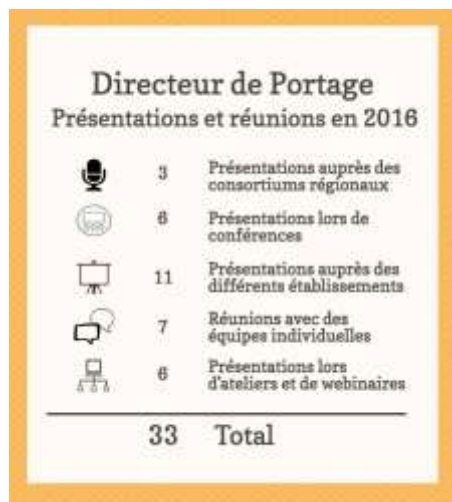 Directeur de Portage
Présentations et réunions en 2016
3 Présentations auprès des
consortiums régionaux
6 Présentations lors de
conférences
11 Présentations auprès des
différents établissements
7 Réunions avec des
équipes individuelles
6 Présentations lors
d'ateliers et de webinaires
33 Total